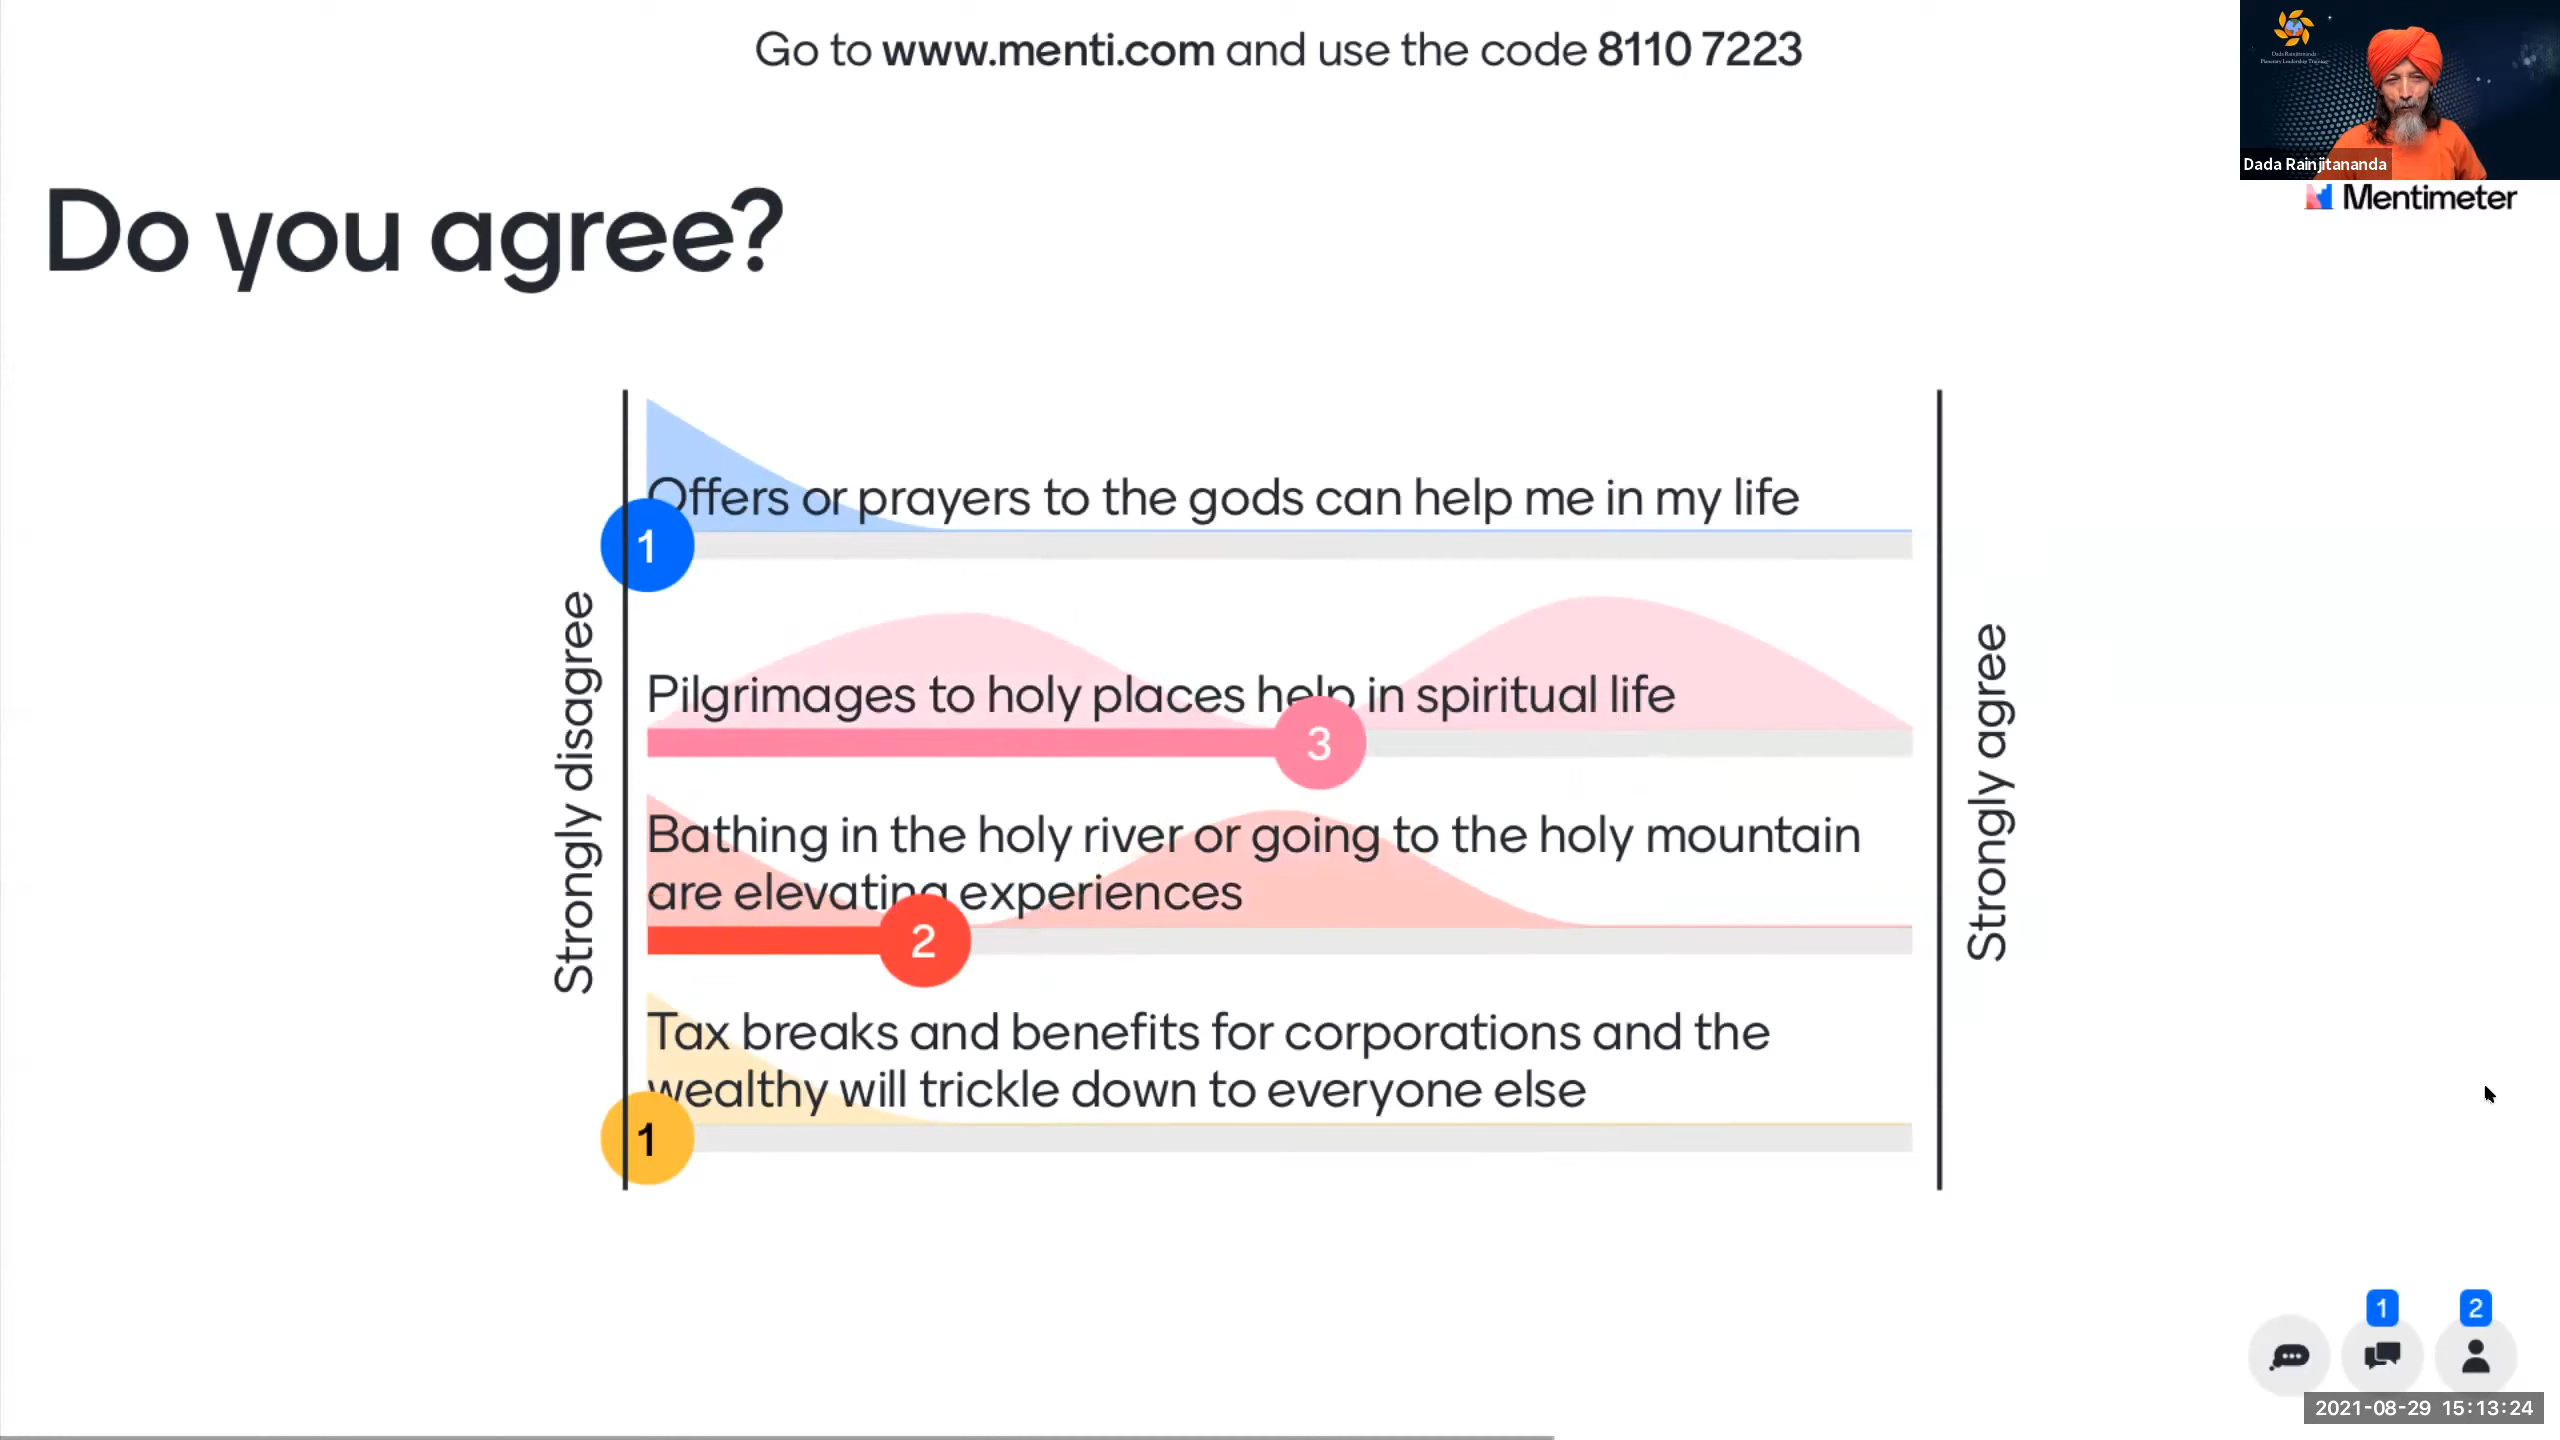 Go to www.menti.com and use the code 8110 7223
Dada Rainjitananda
Mentimeter
Do you agree?
Strongly disagree
Offers or prayers to the gods can help me in my life
1
Pilgrimages to holy places help in spiritual life
3
Bathing in the holy river or going to the holy mountain
are elevating experiences
2
Tax breaks and benefits for corporations and the
wealthy will trickle down to everyone else
1
Strongly agree
1
2
2021-08-29 15:13:24